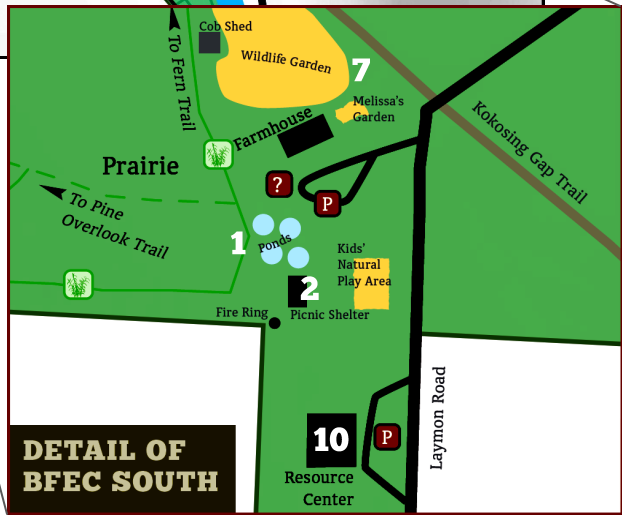 Cob Shed
To Fern Trail
Wildlife Garden
7
Melissa's
Garden
Farmhouse
Kokosing Gap Trail
Prairie
?
P
To Pine
Overlook Trail
1
Ponds
Kids'
Natural
Play Area
2
Fire Ring
Picnic Shelter
Laymon Road
10
P
Resource
Center
DETAIL OF
BFEC SOUTH